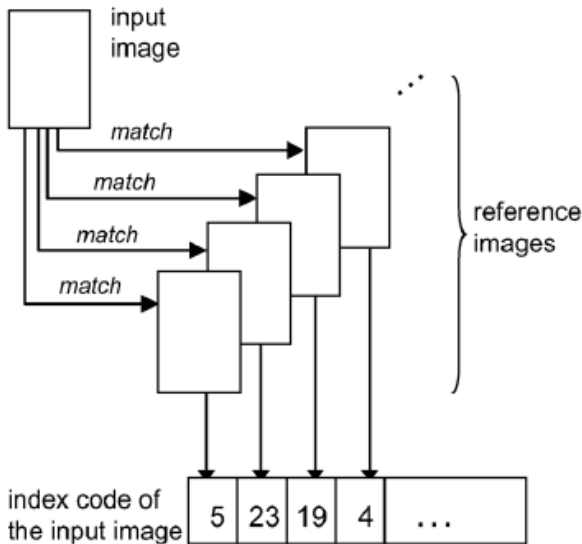 input
image
match
match
match
match
reference
images
index code of
the input image
5 23 19 4 ...